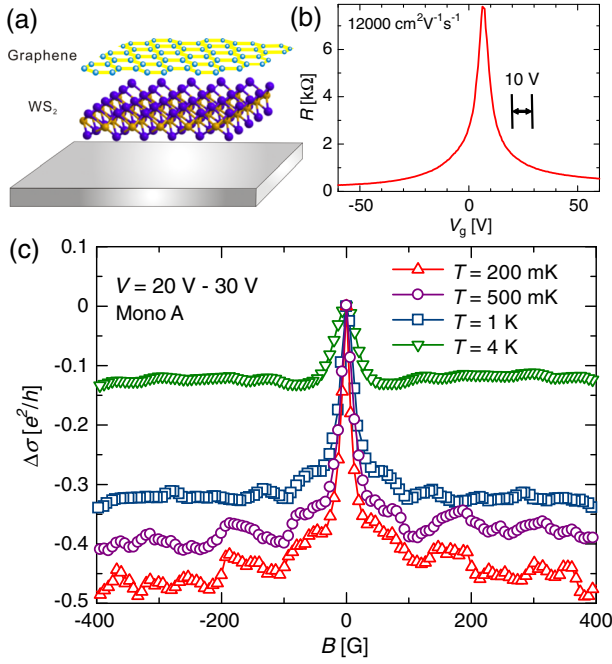 (a)
Graphene
WS₂
(b)
12000 cm²V⁻¹s⁻¹
10 V
R [kΩ]
8
6
4
2
0
-50 0 50
V_g [V]
(c)
V = 20 V - 30 V
Mono A
T = 200 mK
T = 500 mK
T = 1 K
T = 4 K
Δσ [e²/h]
0.1
0
-0.1
-0.2
-0.3
-0.4
-0.5
-400 -200 0 200 400
B [G]